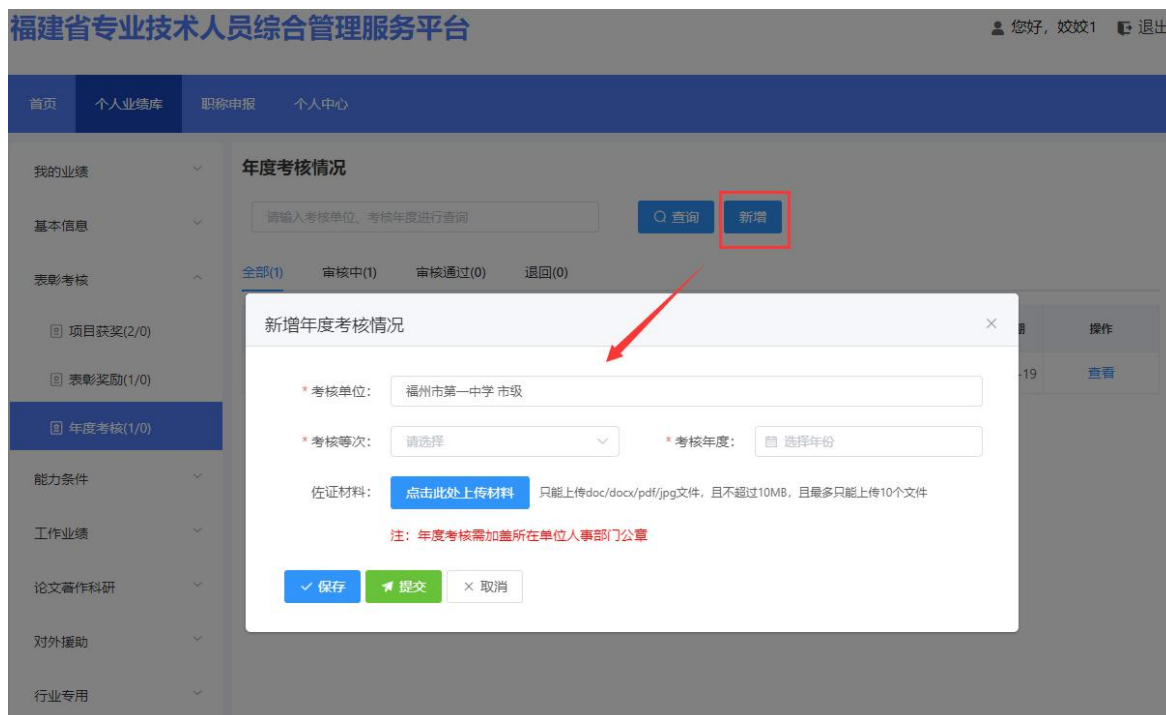 福建省专业技术人员综合管理服务平台
您好，姣姣1 退出
首页 个人业绩库 职称申报 个人中心
我的业绩
基本信息
表彰考核
项目获奖(2/0)
表彰奖励(1/0)
年度考核(1/0)
能力条件
工作业绩
论文著作科研
对外援助
行业专用
年度考核情况
请输入考核单位、考核年度进行查询 查询 新增
全部(1) 审核中(1) 审核通过(0) 退回(0)
操作
-19 查看
新增年度考核情况
*考核单位： 福州市第一中学 市级
*考核等次： 请选择 *考核年度： 选择年份
佐证材料： 点击此处上传材料 只能上传doc/docx/pdf/jpg文件，且不超过10MB，且最多只能上传10个文件
注：年度考核需加盖所在单位人事部门公章
保存 提交 取消